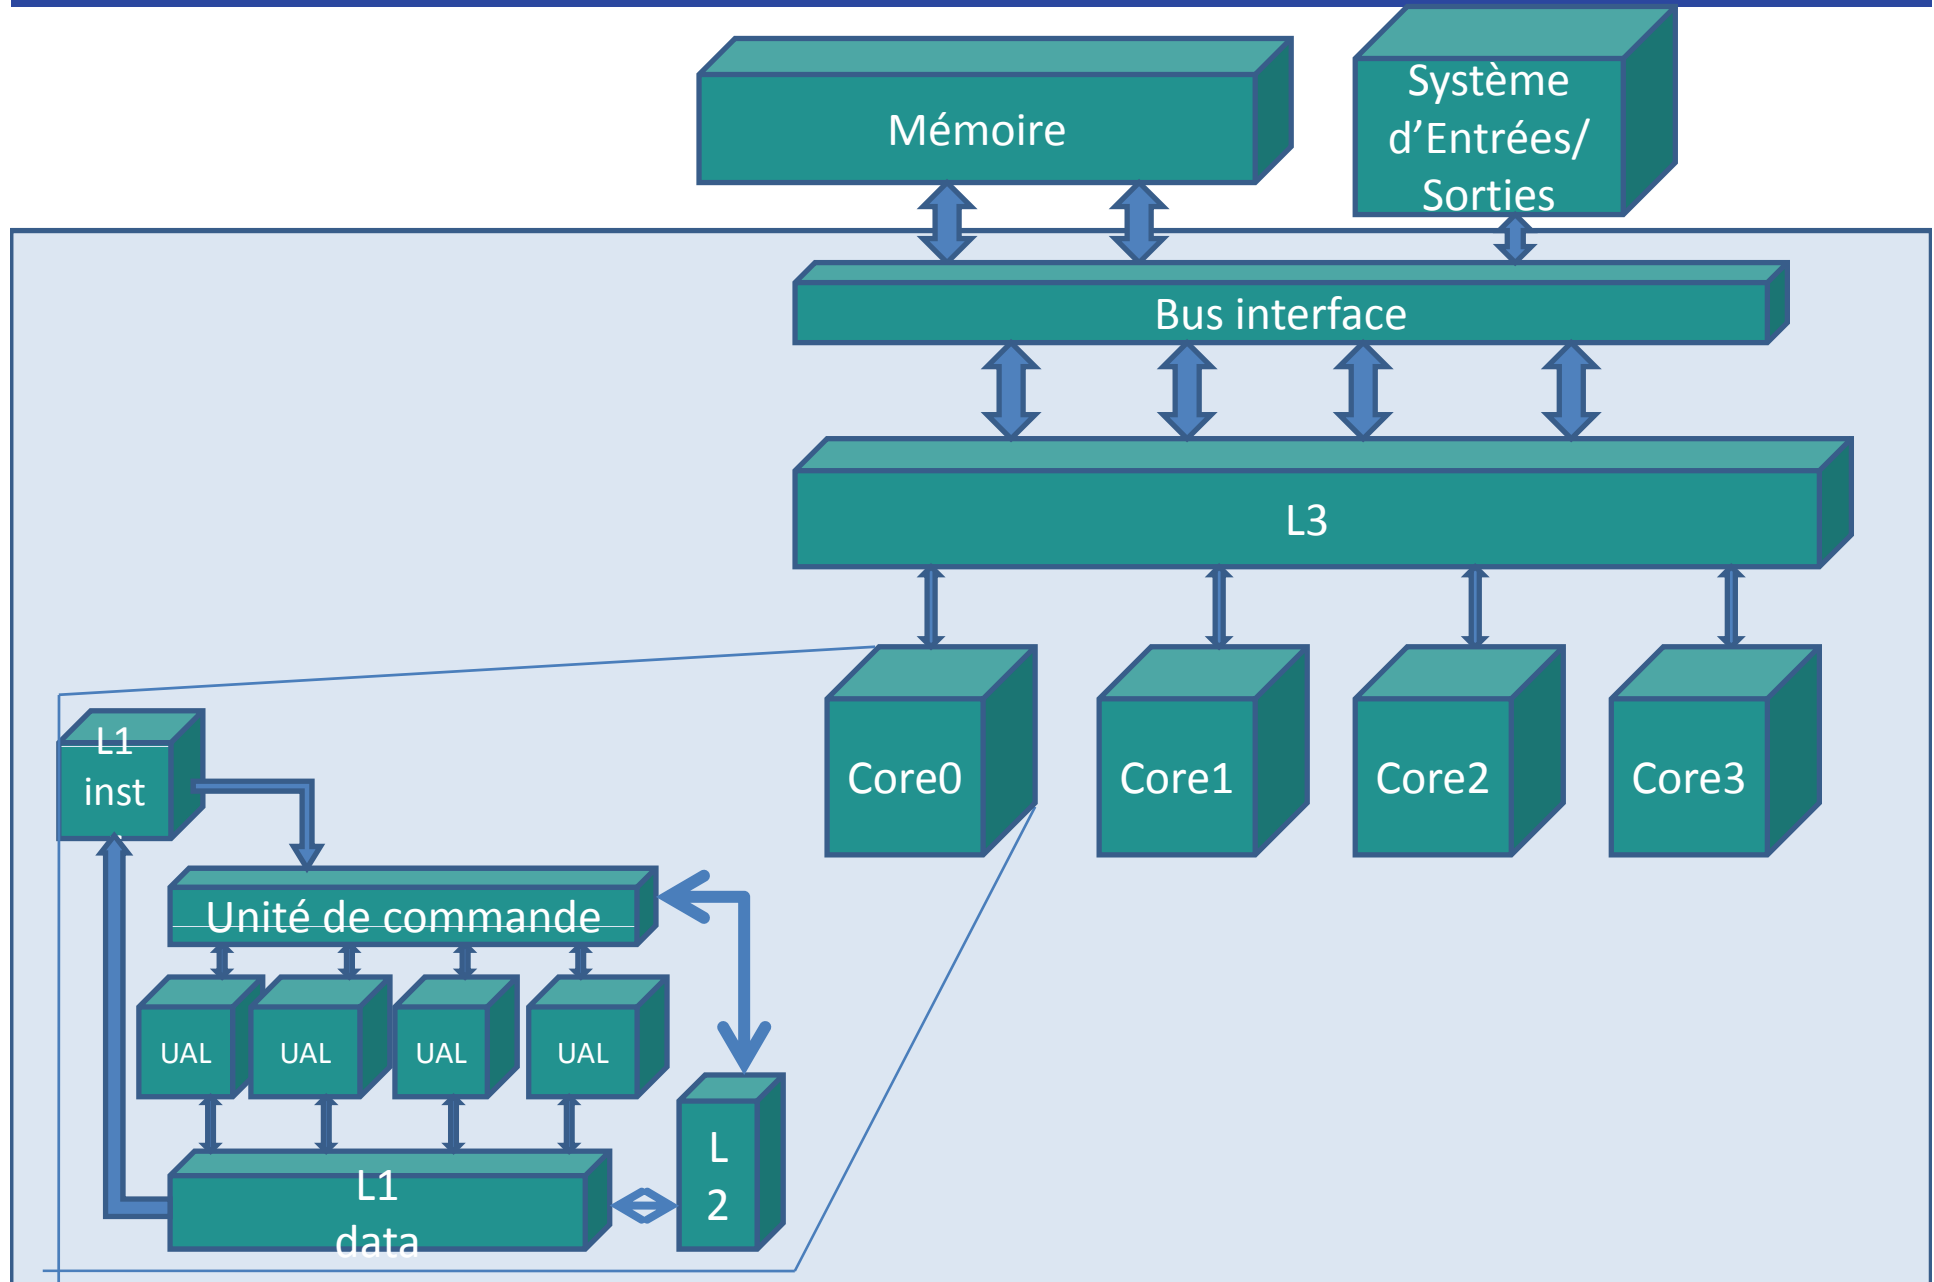 Mémoire
Système
d’Entrées/
Sorties
Bus interface
L3
Core0
Core1
Core2
Core3
L1
inst
Unité de commande
UAL
UAL
UAL
UAL
L
2
L1
data